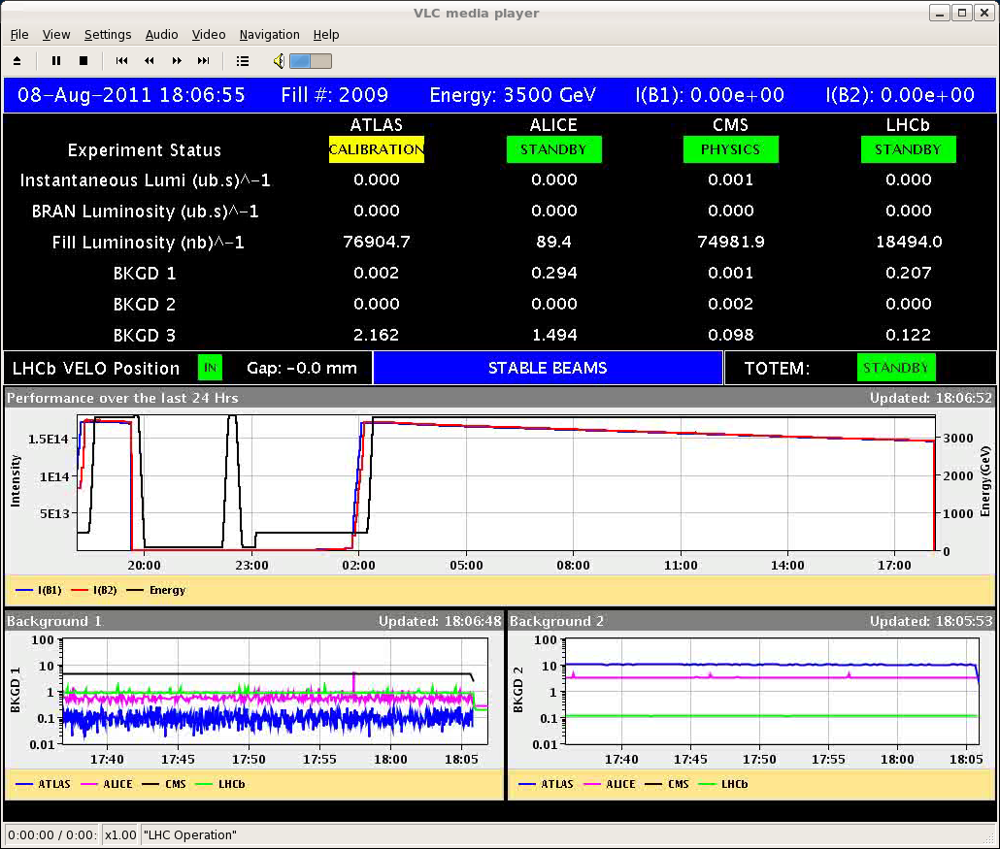 VLC media player
File View Settings Audio Video Navigation Help
08-Aug-2011 18:06:55 Fill #: 2009 Energy: 3500 GeV I(B1): 0.00e+00 I(B2): 0.00e+00
ATLAS ALICE CMS LHCb
Experiment Status CALIBRATION STANDBY PHYSICS STANDBY
Instantaneous Lumi (ub.s)^-1 0.000 0.000 0.001 0.000
BRAN Luminosity (ub.s)^-1 0.000 0.000 0.000 0.000
Fill Luminosity (nb)^-1 76904.7 89.4 74981.9 18494.0
BKGD 1 0.002 0.294 0.001 0.207
BKGD 2 0.000 0.000 0.002 0.000
BKGD 3 2.162 1.494 0.098 0.122
LHCb VELO Position IN Gap: -0.0 mm STABLE BEAMS TOTEM: STANDBY
Performance over the last 24 Hrs Updated: 18:06:52
Intensity
1.5E14
1E14
5E13
3000
2000
1000
0
Energy(GeV)
20:00 23:00 02:00 05:00 08:00 11:00 14:00 17:00
I(B1) I(B2) Energy
Background 1 Updated: 18:06:48
BKGD 1
100
10
1
0.1
0.01
17:40 17:45 17:50 17:55 18:00 18:05
ATLAS ALICE CMS LHCb
Background 2 Updated: 18:05:53
BKGD 2
100
10
1
0.1
0.01
17:40 17:45 17:50 17:55 18:00 18:05
ATLAS ALICE CMS LHCb
0:00:00 / 0:00: x1.00 "LHC Operation"